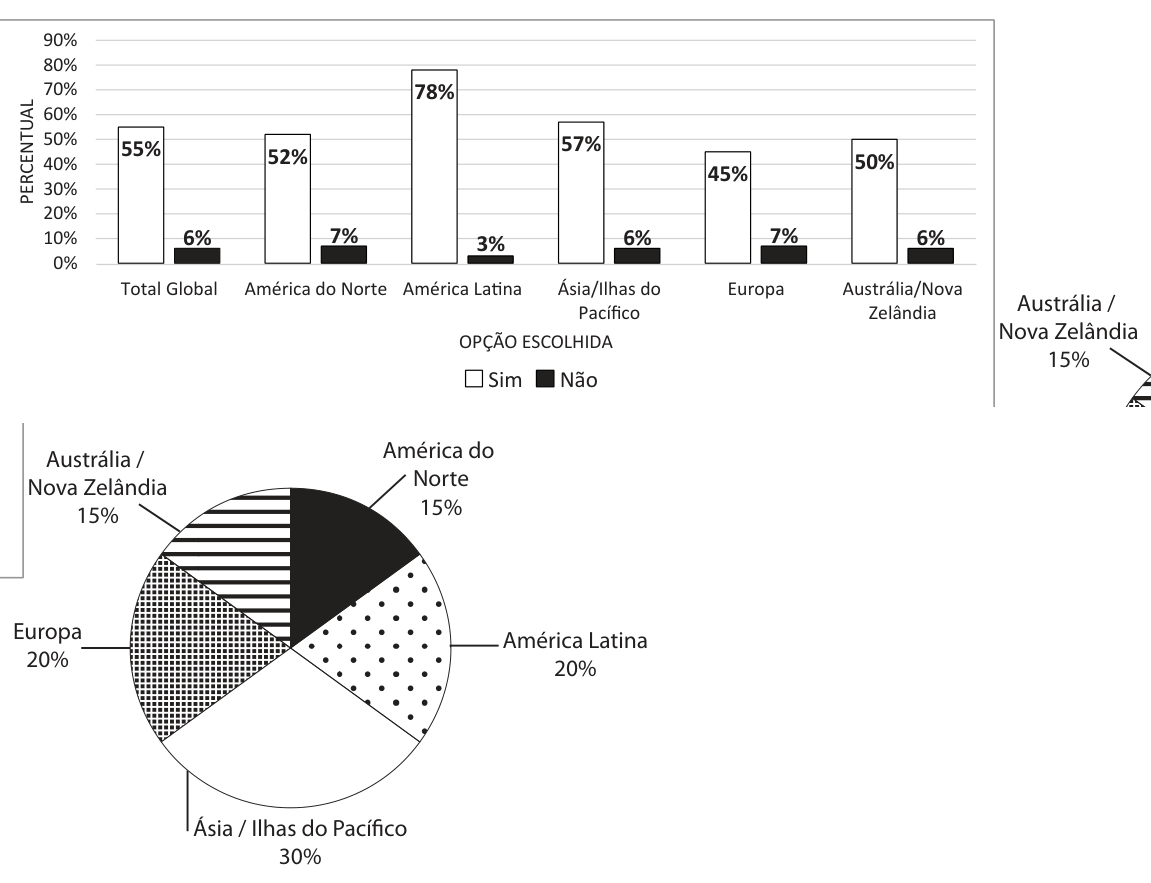 90%
80%
70%
60%
50%
40%
30%
20%
10%
0%
PERCENTUAL
55%
6%
52%
7%
78%
3%
57%
6%
45%
7%
50%
6%
Total Global
América do Norte
América Latina
Ásia/Ilhas do
Pacífico
Europa
Austrália/Nova
Zelândia
OPÇÃO ESCOLHIDA
Sim
Não
Austrália /
Nova Zelândia
15%
Austrália /
Nova Zelândia
15%
América do
Norte
15%
Europa
20%
América Latina
20%
Ásia / Ilhas do Pacífico
30%